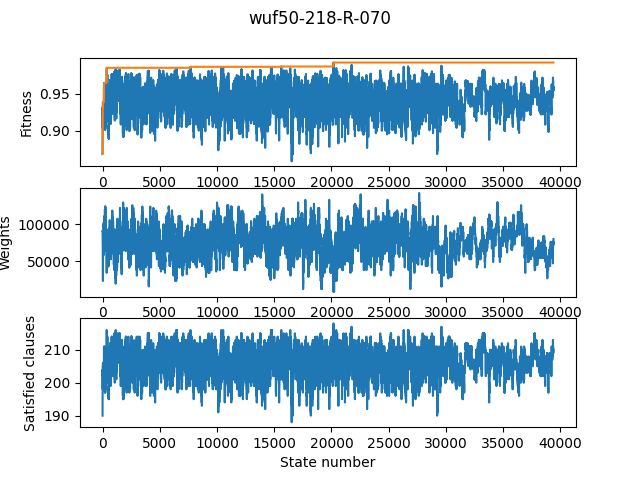 wuf50-218-R-070
Fitness
0.95
0.90
0 5000 10000 15000 20000 25000 30000 35000 40000
Weights
100000
50000
0 5000 10000 15000 20000 25000 30000 35000 40000
Satisfied clauses
210
200
190
0 5000 10000 15000 20000 25000 30000 35000 40000
State number